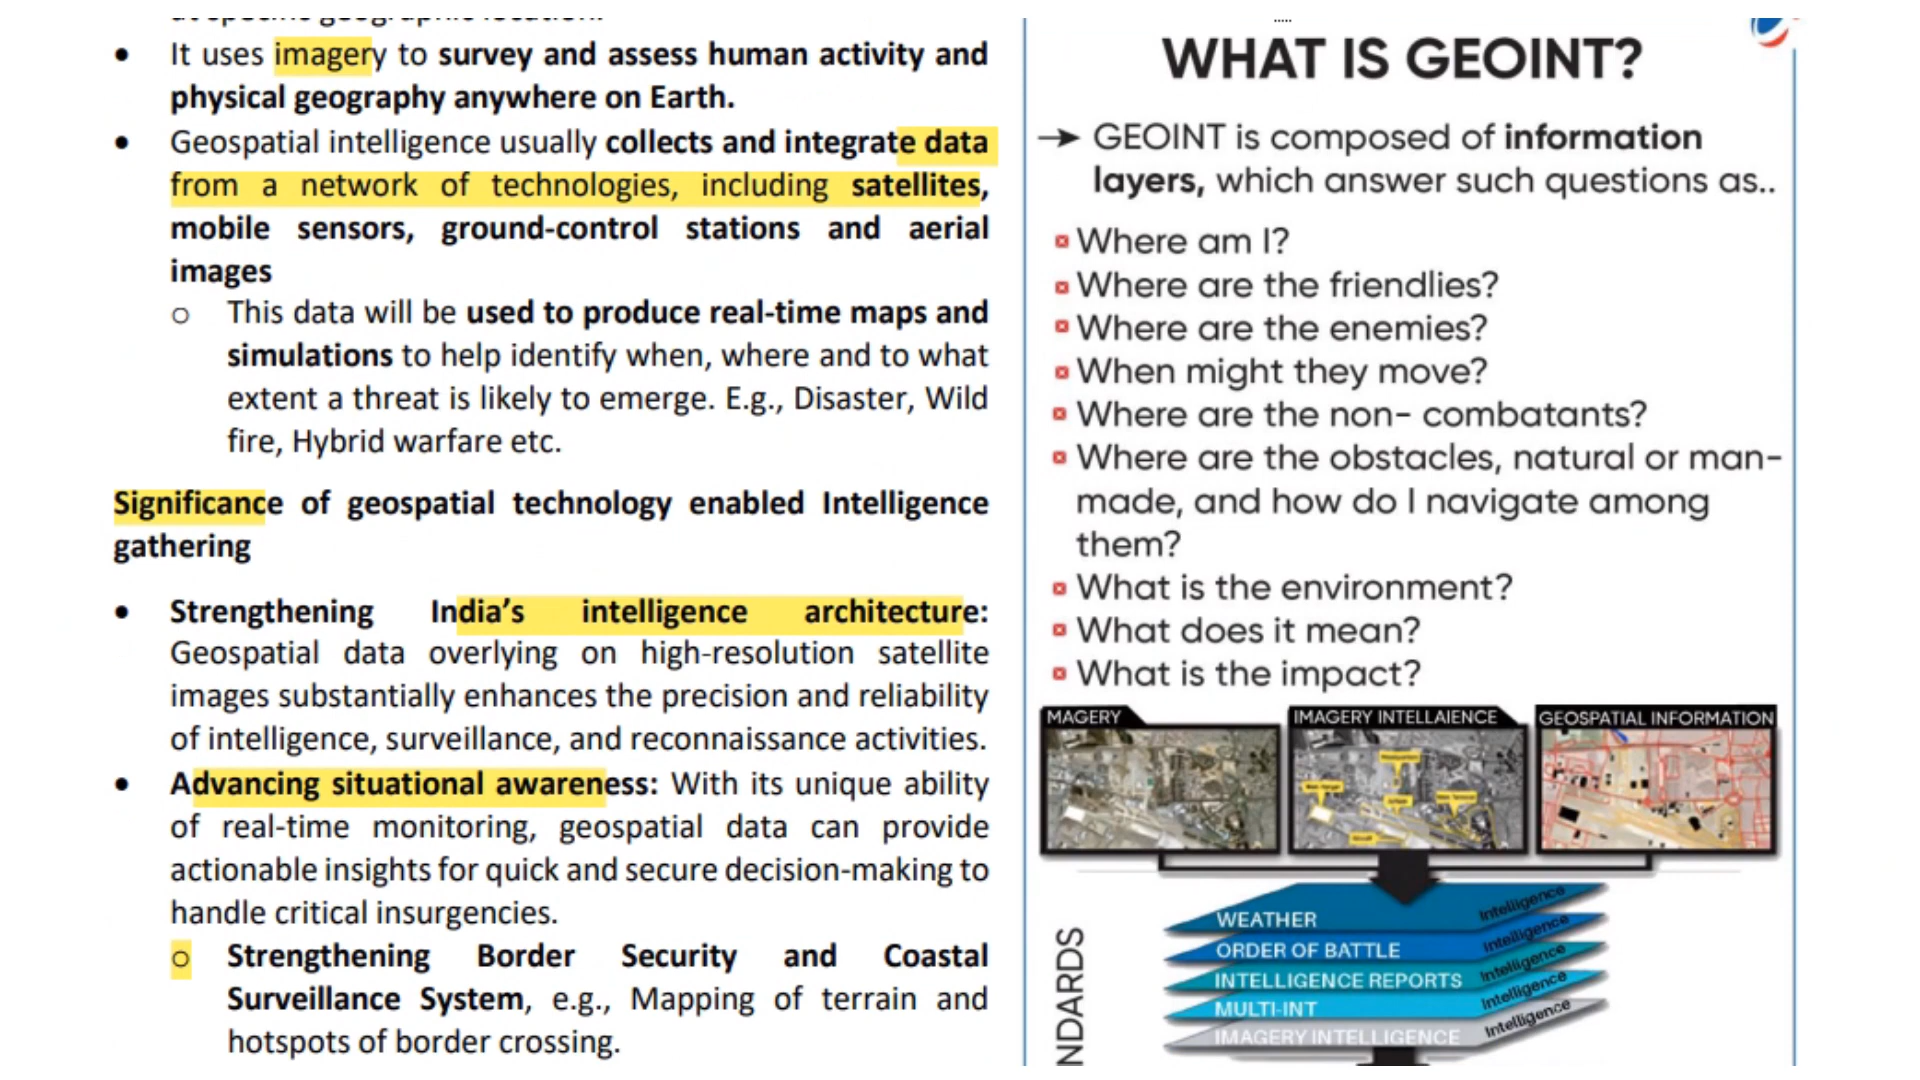 It uses imagery to survey and assess human activity and
physical geography anywhere on Earth.
Geospatial intelligence usually collects and integrate data
from a network of technologies, including satellites,
mobile sensors, ground-control stations and aerial
images
This data will be used to produce real-time maps and
simulations to help identify when, where and to what
extent a threat is likely to emerge. E.g., Disaster, Wild
fire, Hybrid warfare etc.
Significance of geospatial technology enabled Intelligence
gathering
Strengthening India's intelligence architecture:
Geospatial data overlying on high-resolution satellite
images substantially enhances the precision and reliability
of intelligence, surveillance, and reconnaissance activities.
Advancing situational awareness: With its unique ability
of real-time monitoring, geospatial data can provide
actionable insights for quick and secure decision-making to
handle critical insurgencies.
Strengthening Border Security and Coastal
Surveillance System, e.g., Mapping of terrain and
hotspots of border crossing.
WHAT IS GEOINT?
→ GEOINT is composed of information
layers, which answer such questions as..
Where am I?
Where are the friendlies?
Where are the enemies?
When might they move?
Where are the non- combatants?
Where are the obstacles, natural or man-
made, and how do I navigate among
them?
What is the environment?
What does it mean?
What is the impact?
MAGERY
IMAGERY INTELLAIENCE
GEOSPATIAL INFORMATION
WEATHER Intelligence
ORDER OF BATTLE Intelligence
INTELLIGENCE REPORTS Intelligence
MULTI-INT Intelligence
IMAGERY INTELLIGENCE Intelligence
NDARDS